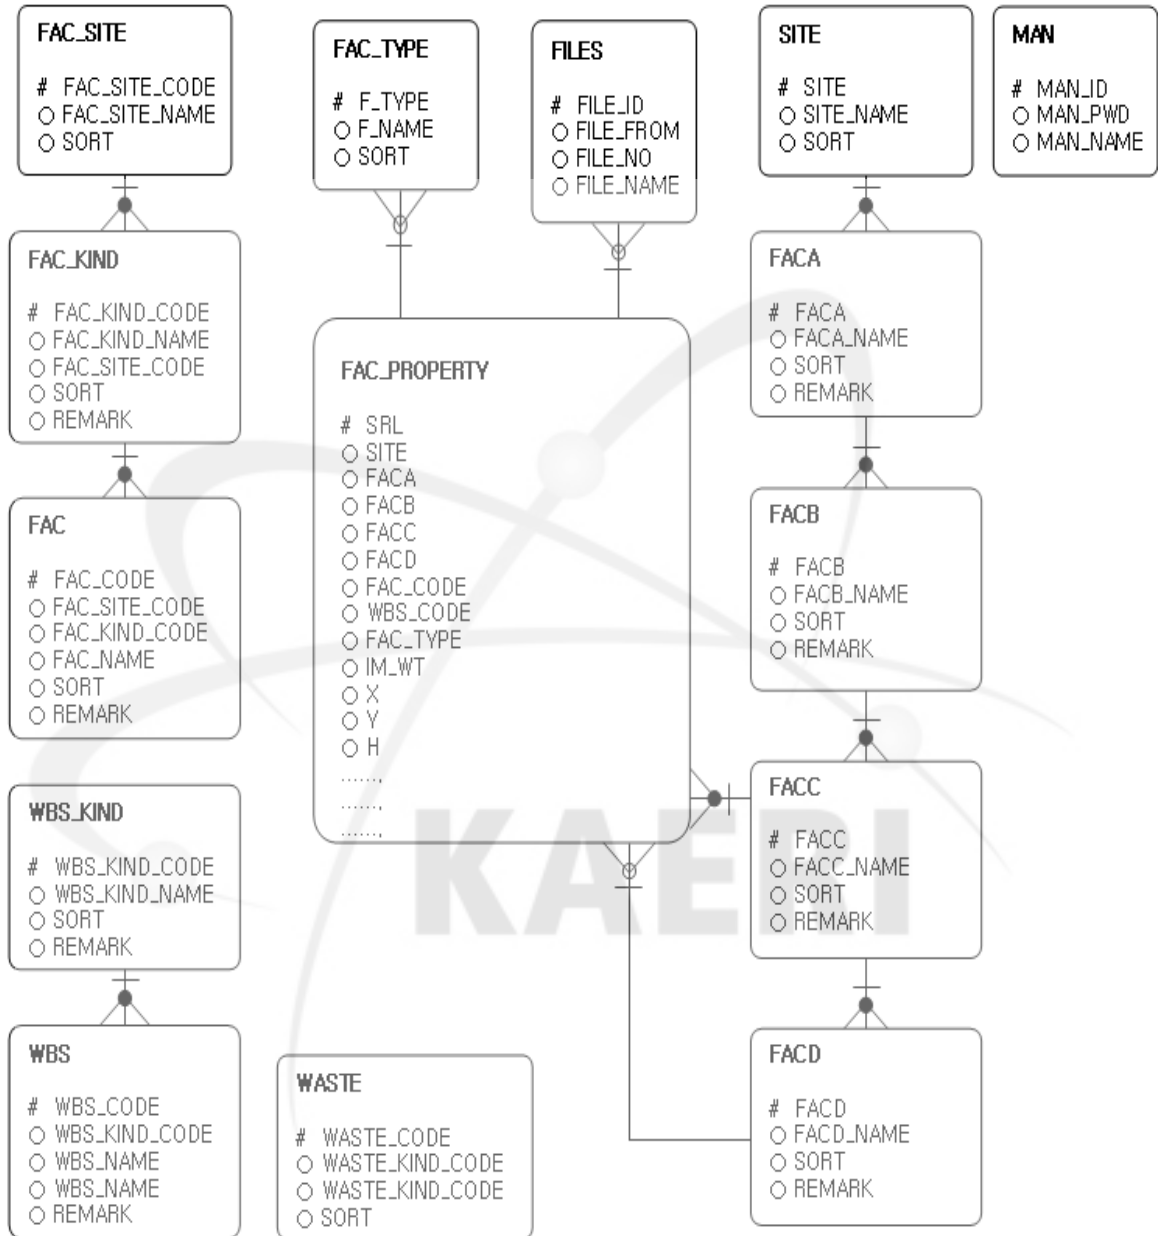 FAC_SITE
# FAC_SITE_CODE
O FAC_SITE_NAME
O SORT
FAC_TYPE
# F_TYPE
O F_NAME
O SORT
FILES
# FILE_ID
O FILE_FROM
O FILE_NO
O FILE_NAME
SITE
# SITE
O SITE_NAME
O SORT
MAN
# MAN_ID
O MAN_PWD
O MAN_NAME
FAC_KIND
# FAC_KIND_CODE
O FAC_KIND_NAME
O FAC_SITE_CODE
O SORT
O REMARK
FACA
# FACA
O FACA_NAME
O SORT
O REMARK
FAC_PROPERTY
# SRL
O SITE
O FACA
O FACB
O FACC
O FACD
O FAC_CODE
O WBS_CODE
O FAC_TYPE
O IM_WT
O X
O Y
O H
......,
......,
......,
FAC
# FAC_CODE
O FAC_SITE_CODE
O FAC_KIND_CODE
O FAC_NAME
O SORT
O REMARK
FACB
# FACB
O FACB_NAME
O SORT
O REMARK
WBS_KIND
# WBS_KIND_CODE
O WBS_KIND_NAME
O SORT
O REMARK
FACC
# FACC
O FACC_NAME
O SORT
O REMARK
KAERI
WBS
# WBS_CODE
O WBS_KIND_CODE
O WBS_NAME
O WBS_NAME
O REMARK
WASTE
# WASTE_CODE
O WASTE_KIND_CODE
O WASTE_KIND_CODE
O SORT
FACD
# FACD
O FACD_NAME
O SORT
O REMARK